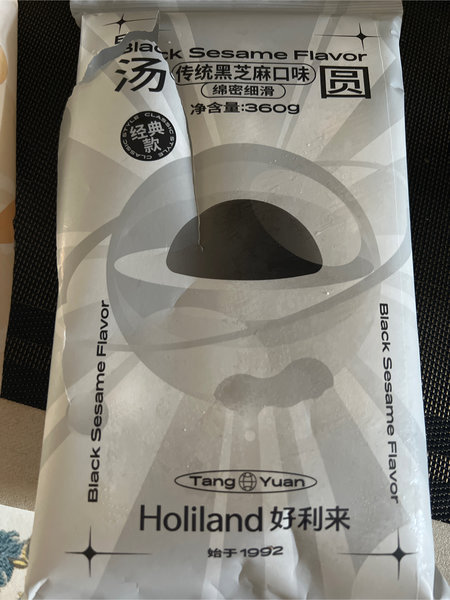 Black Sesame Flavor
汤 圆
传统黑芝麻口味
绵密细滑
净含量:360g
CLASSIC STYLE
经典款
CLASSIC STYLE
Black Sesame Flavor
Black Sesame Flavor
Tang Yuan
Holiland 好利来
始于1992